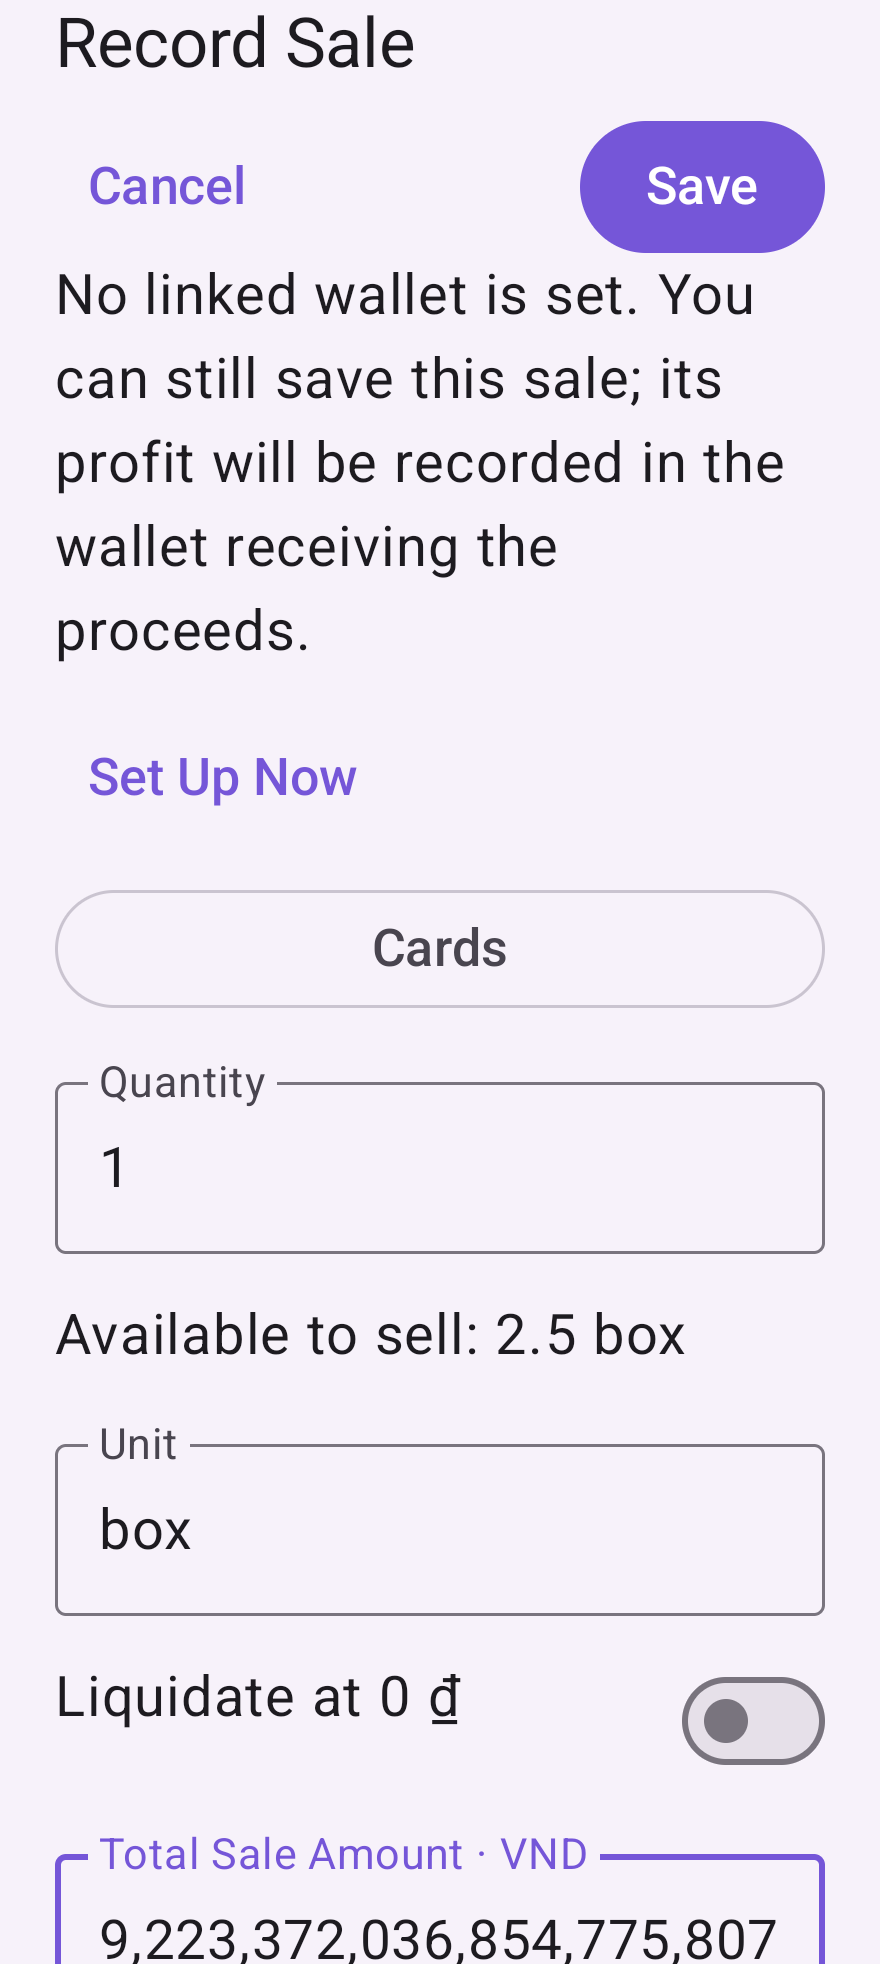 Record Sale
Cancel
Save
No linked wallet is set. You
can still save this sale; its
profit will be recorded in the
wallet receiving the
proceeds.
Set Up Now
Cards
Quantity
1
Available to sell: 2.5 box
Unit
box
Liquidate at 0 ₫
Total Sale Amount · VND
9,223,372,036,854,775,807